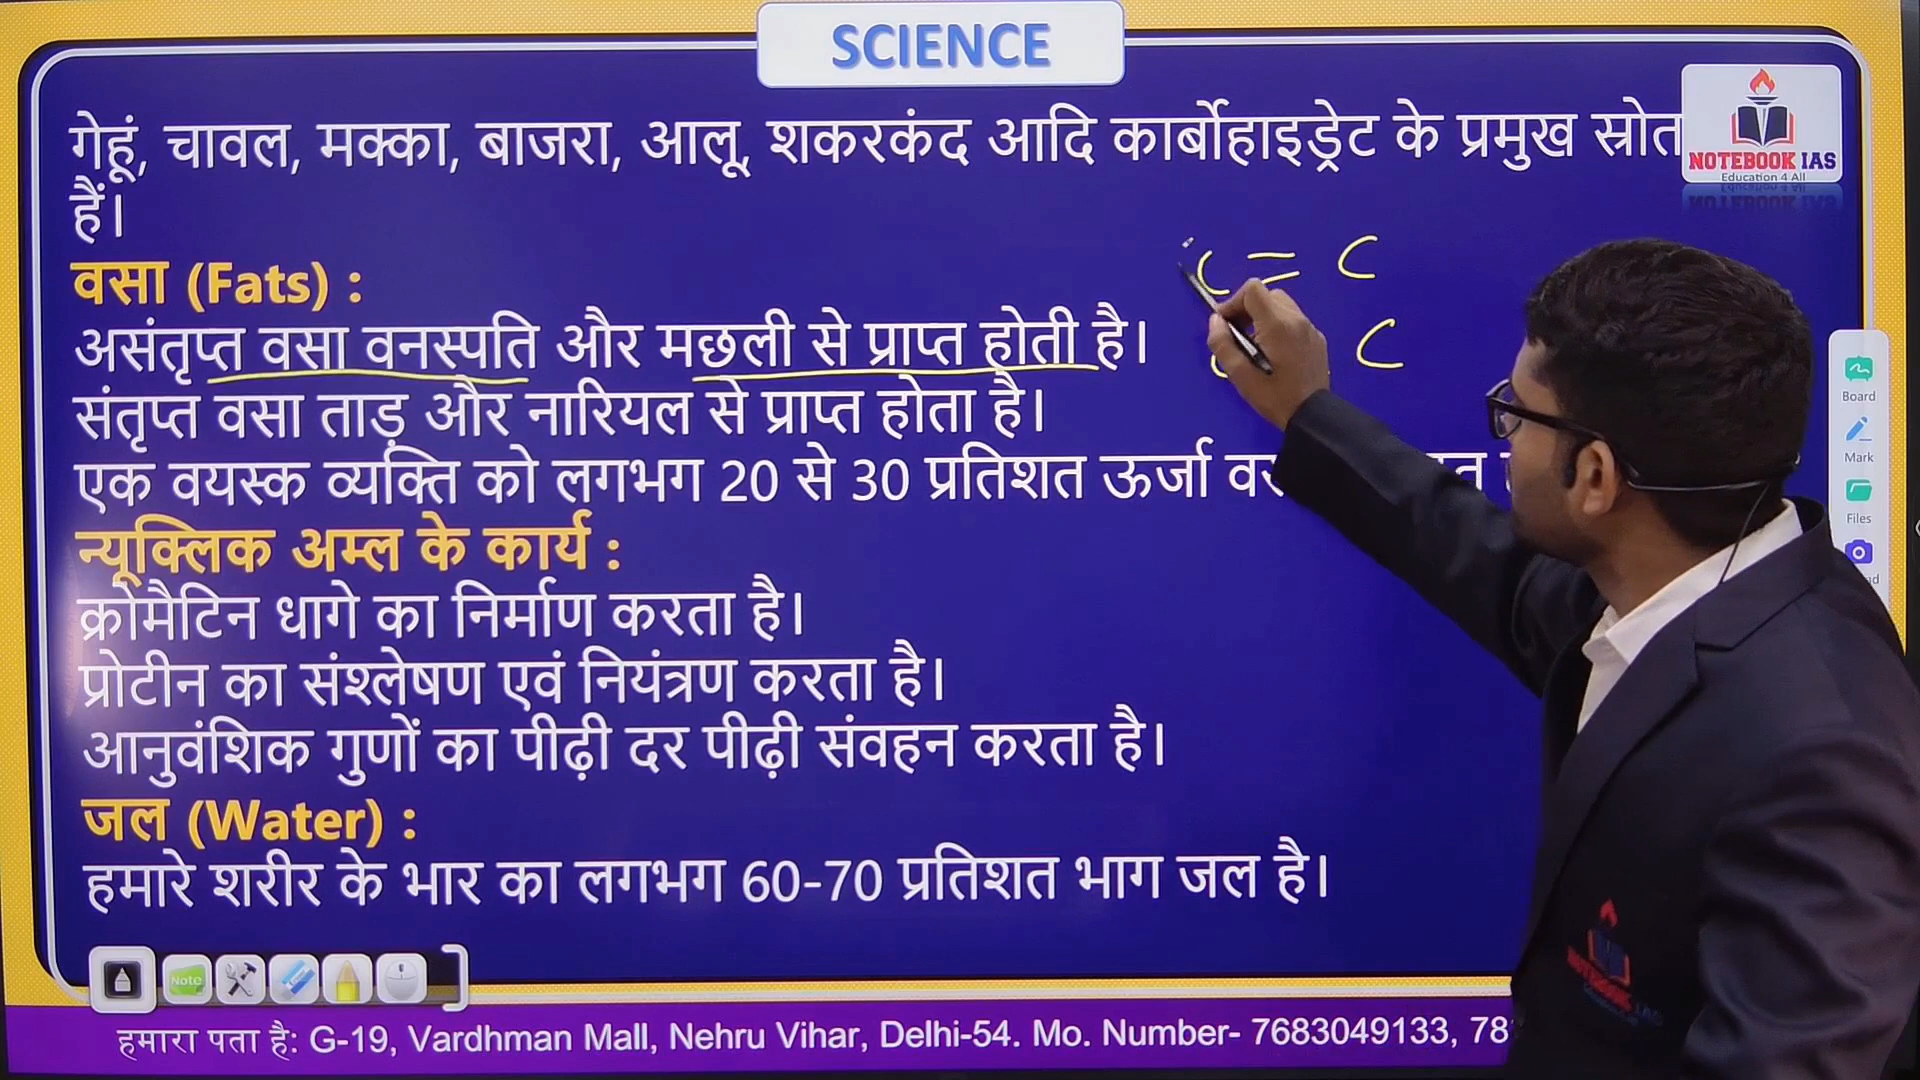 SCIENCE
गेहूं, चावल, मक्का, बाजरा, आलू, शकरकंद आदि कार्बोहाइड्रेट के प्रमुख स्रोत
हैं।
NOTEBOOK IAS
Education 4 All
वसा (Fats) :
C = C
असंतृप्त वसा वनस्पति और मछली से प्राप्त होती है।
C
संतृप्त वसा ताड़ और नारियल से प्राप्त होता है।
एक वयस्क व्यक्ति को लगभग 20 से 30 प्रतिशत ऊर्जा
न्यूक्लिक अम्ल के कार्य :
क्रोमैटिन धागे का निर्माण करता है।
प्रोटीन का संश्लेषण एवं नियंत्रण करता है।
आनुवंशिक गुणों का पीढ़ी दर पीढ़ी संवहन करता है।
जल (Water) :
हमारे शरीर के भार का लगभग 60-70 प्रतिशत भाग जल है।
Board
Mark
Files
Note
हमारा पता है: G-19, Vardhman Mall, Nehru Vihar, Delhi-54. Mo. Number- 7683049133, 78